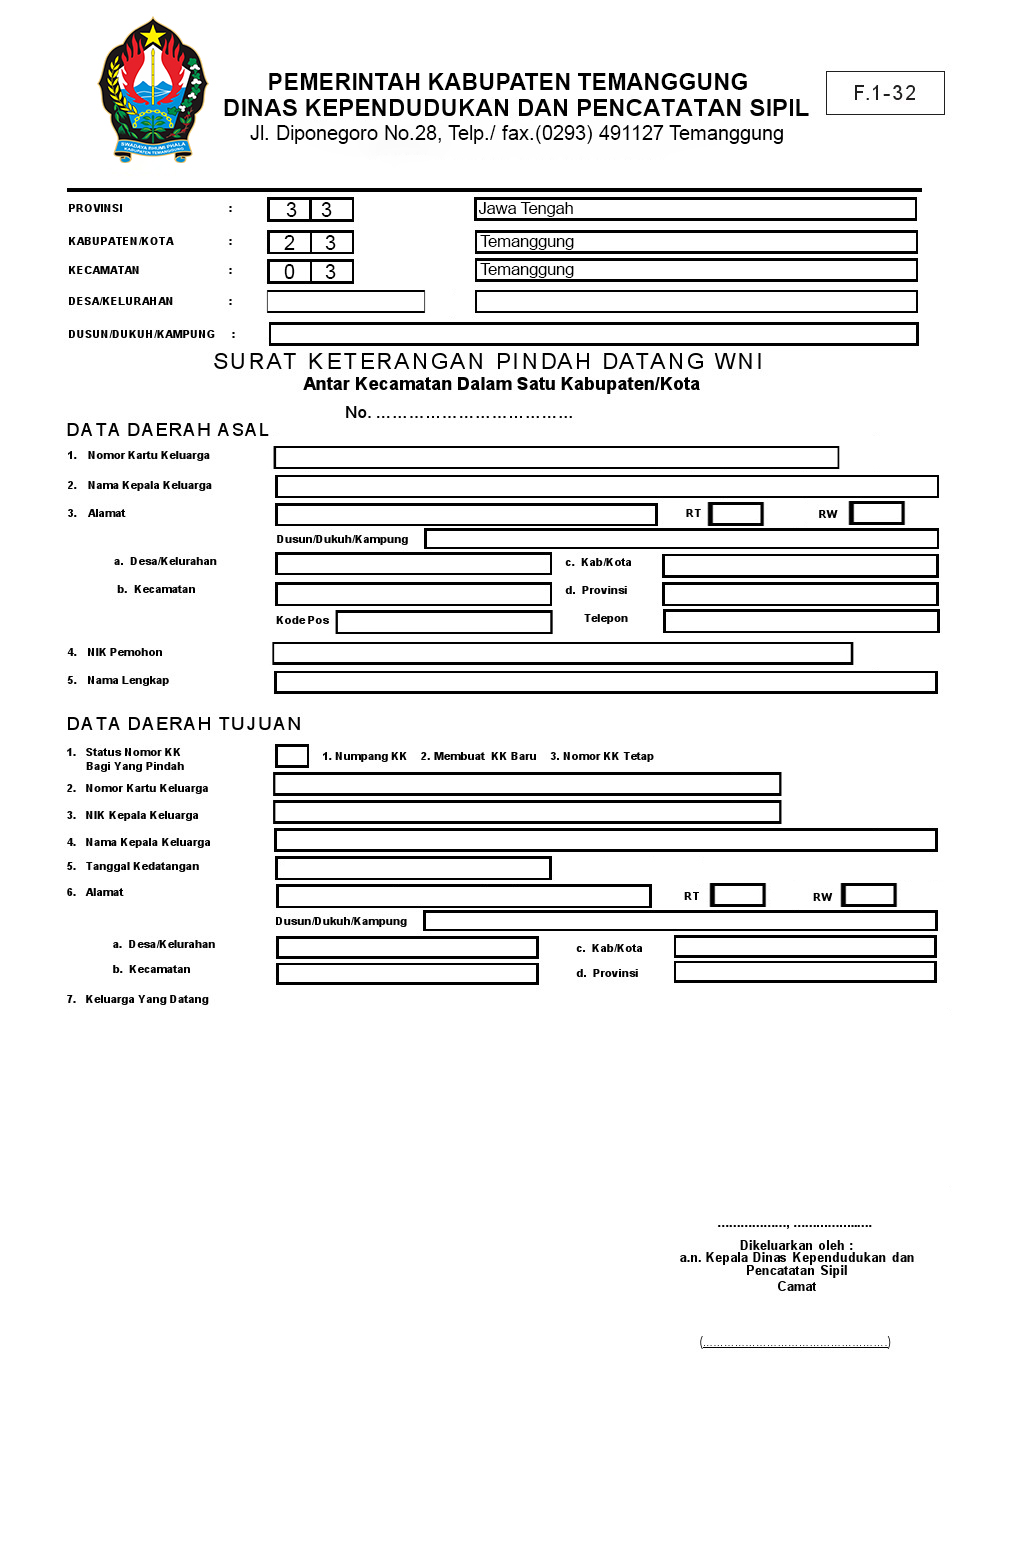 SWADAYA BHUMI PHALA
KABUPATEN TEMANGGUNG
PEMERINTAH KABUPATEN TEMANGGUNG
DINAS KEPENDUDUKAN DAN PENCATATAN SIPIL
Jl. Diponegoro No.28, Telp./ fax.(0293) 491127 Temanggung
F.1-32
PROVINSI : 3 3 Jawa Tengah
KABUPATEN/KOTA : 2 3 Temanggung
KECAMATAN : 0 3 Temanggung
DESA/KELURAHAN :
DUSUN/DUKUH/KAMPUNG :
SURAT KETERANGAN PINDAH DATANG WNI
Antar Kecamatan Dalam Satu Kabupaten/Kota
No. ………………………………
DATA DAERAH ASAL
1. Nomor Kartu Keluarga
2. Nama Kepala Keluarga
3. Alamat RT RW
Dusun/Dukuh/Kampung
a. Desa/Kelurahan c. Kab/Kota
b. Kecamatan d. Provinsi
Kode Pos Telepon
4. NIK Pemohon
5. Nama Lengkap
DATA DAERAH TUJUAN
1. Status Nomor KK
Bagi Yang Pindah
1. Numpang KK 2. Membuat KK Baru 3. Nomor KK Tetap
2. Nomor Kartu Keluarga
3. NIK Kepala Keluarga
4. Nama Kepala Keluarga
5. Tanggal Kedatangan
6. Alamat RT RW
Dusun/Dukuh/Kampung
a. Desa/Kelurahan c. Kab/Kota
b. Kecamatan d. Provinsi
7. Keluarga Yang Datang
.................., .....................
Dikeluarkan oleh :
a.n. Kepala Dinas Kependudukan dan
Pencatatan Sipil
Camat
(...................................................)